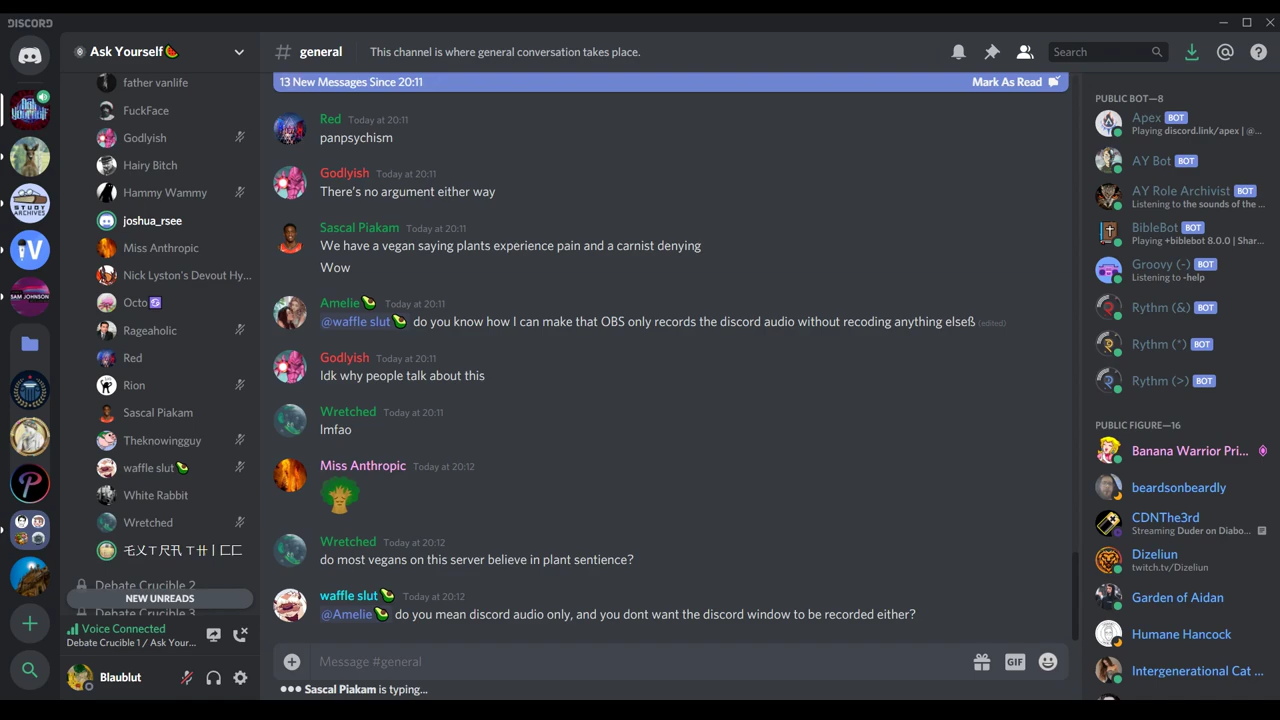 DISCORD
Ask Yourself🍉
general
This channel is where general conversation takes place.
Search
father vanlife
FuckFace
Godlyish
Hairy Bitch
Hammy Wammy
joshua_rsee
Miss Anthropic
Nick Lyston's Devout Hy...
Octo
Rageaholic
Red
Rion
Sascal Piakam
Theknowingguy
waffle slut🥑
White Rabbit
Wretched
Debate Crucible 2
NEW UNREADS
Debate Crucible 3
Voice Connected
Debate Crucible 1 / Ask Your...
Blaublut
SAM JOHNSON
STUDY ARCHIVES
13 New Messages Since 20:11
Mark As Read
Red Today at 20:11
panpsychism
Godlyish Today at 20:11
There's no argument either way
Sascal Piakam Today at 20:11
We have a vegan saying plants experience pain and a carnist denying
Wow
Amelie🥑 Today at 20:11
@waffle slut🥑 do you know how I can make that OBS only records the discord audio without recoding anything elseß (edited)
Godlyish Today at 20:11
Idk why people talk about this
Wretched Today at 20:11
lmfao
Miss Anthropic Today at 20:12
Wretched Today at 20:12
do most vegans on this server believe in plant sentience?
waffle slut🥑 Today at 20:12
@Amelie🥑 do you mean discord audio only, and you dont want the discord window to be recorded either?
Message #general
GIF
Sascal Piakam is typing...
PUBLIC BOT—8
Apex BOT
Playing discord.link/apex | @...
AY Bot BOT
AY Role Archivist BOT
Listening to the sounds of the ...
BibleBot BOT
Playing +biblebot 8.0.0 | Shar...
Groovy (-) BOT
Listening to -help
Rythm (&) BOT
Rythm (*) BOT
Rythm (>) BOT
PUBLIC FIGURE—16
Banana Warrior Pri...
beardsonbeardly
CDNThe3rd
Streaming Duder on Diabo...
Dizeliun
twitch.tv/Dizeliun
Garden of Aidan
Humane Hancock
Intergenerational Cat ...